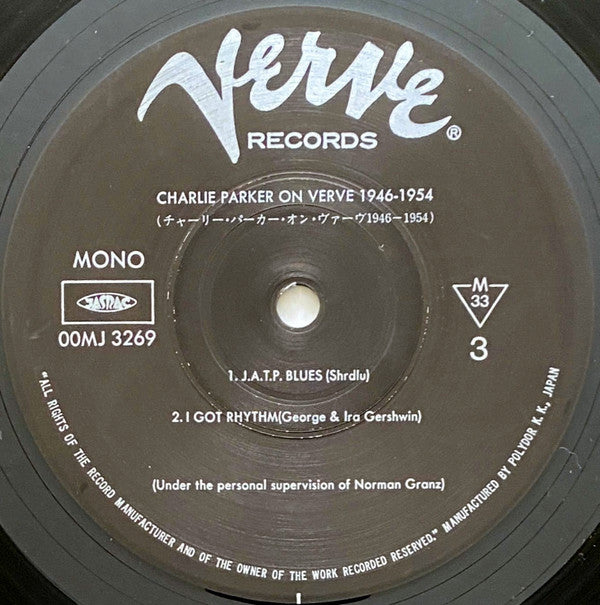 Verve®
RECORDS
CHARLIE PARKER ON VERVE 1946-1954
(チャーリー・パーカー・オン・ヴァーヴ1946-1954)
MONO
JASRAC
00MJ 3269
M
33
3
1. J.A.T.P. BLUES (Shrdlu)
2. I GOT RHYTHM(George & Ira Gershwin)
(Under the personal supervision of Norman Granz)
"ALL RIGHTS OF THE RECORD MANUFACTURER AND OF THE OWNER OF THE WORK RECORDED RESERVED." MANUFACTURED BY POLYDOR K.K., JAPAN